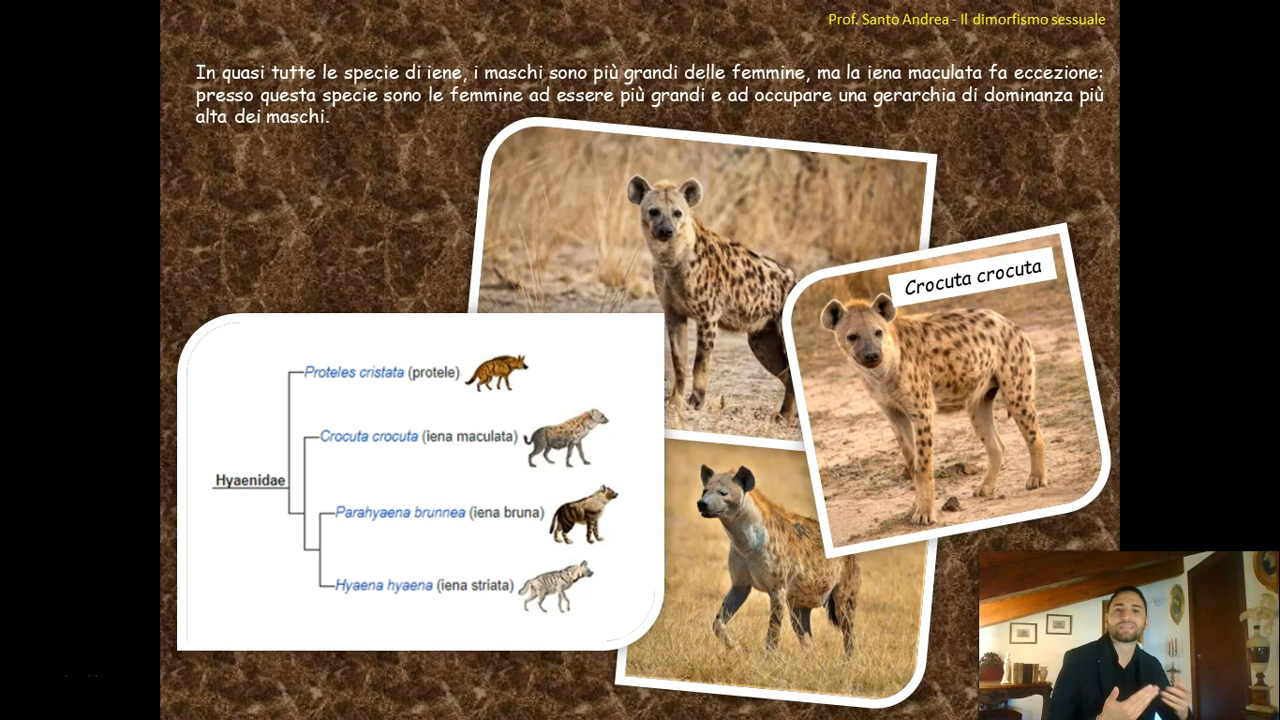 Prof. Santo Andrea - Il dimorfismo sessuale
In quasi tutte le specie di iene, i maschi sono più grandi delle femmine, ma la iena maculata fa eccezione:
presso questa specie sono le femmine ad essere più grandi e ad occupare una gerarchia di dominanza più
alta dei maschi.
Crocuta crocuta
Proteles cristata (protele)
Crocuta crocuta (iena maculata)
Hyaenidae
Parahyaena brunnea (iena bruna)
Hyaena hyaena (iena striata)